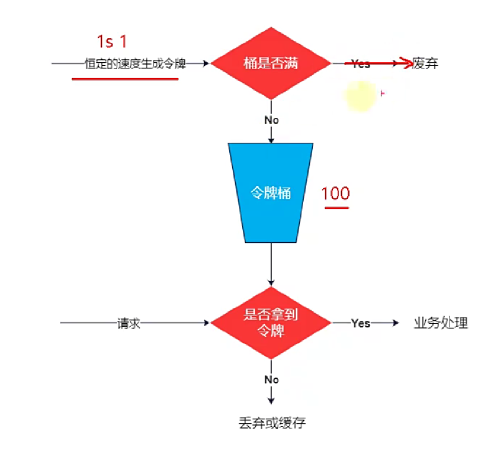 1s 1
恒定的速度生成令牌
桶是否满
Yes
废弃
No
令牌桶
100
请求
是否拿到
令牌
Yes
业务处理
No
丢弃或缓存